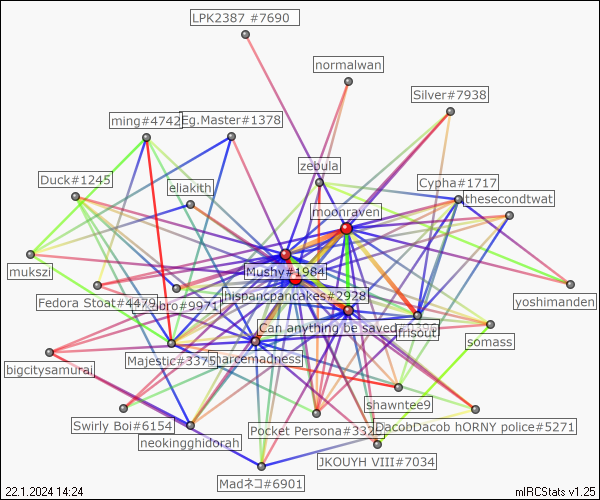 LPK2387 #7690
normalwan
Silver#7938
ming#4742
Eg.Master#1378
zebula
Duck#1245
eliakith
Cypha#1717
thesecondtwat
moonraven
mukszi
Mushy#1984
hispancpancakes#2928
yoshimanden
Fedora Stoat#4479
bro#9971
Can anything be saved
frisout
somass
bigcitysamurai
Majestic#3375
narcemadness
shawntee9
Swirly Boi#6154
neokingghidorah
Pocket Persona#332
DacobDacob hORNY police#5271
JKOUYH VIII#7034
Madネコ#6901
22.1.2024 14:24
mIRCStats v1.25